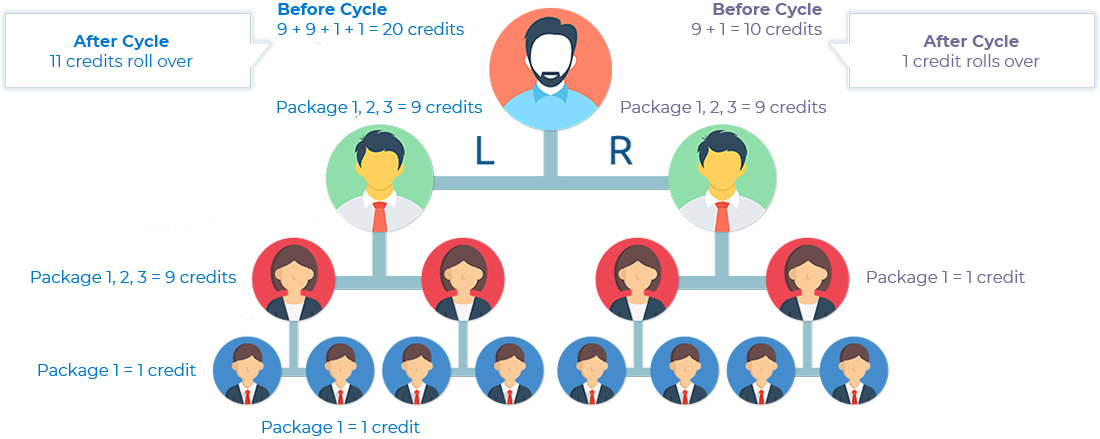 Before Cycle
9 + 9 + 1 + 1 = 20 credits
Before Cycle
9 + 1 = 10 credits
After Cycle
11 credits roll over
After Cycle
1 credit rolls over
Package 1, 2, 3 = 9 credits
Package 1, 2, 3 = 9 credits
L
R
Package 1, 2, 3 = 9 credits
Package 1 = 1 credit
Package 1 = 1 credit
Package 1 = 1 credit